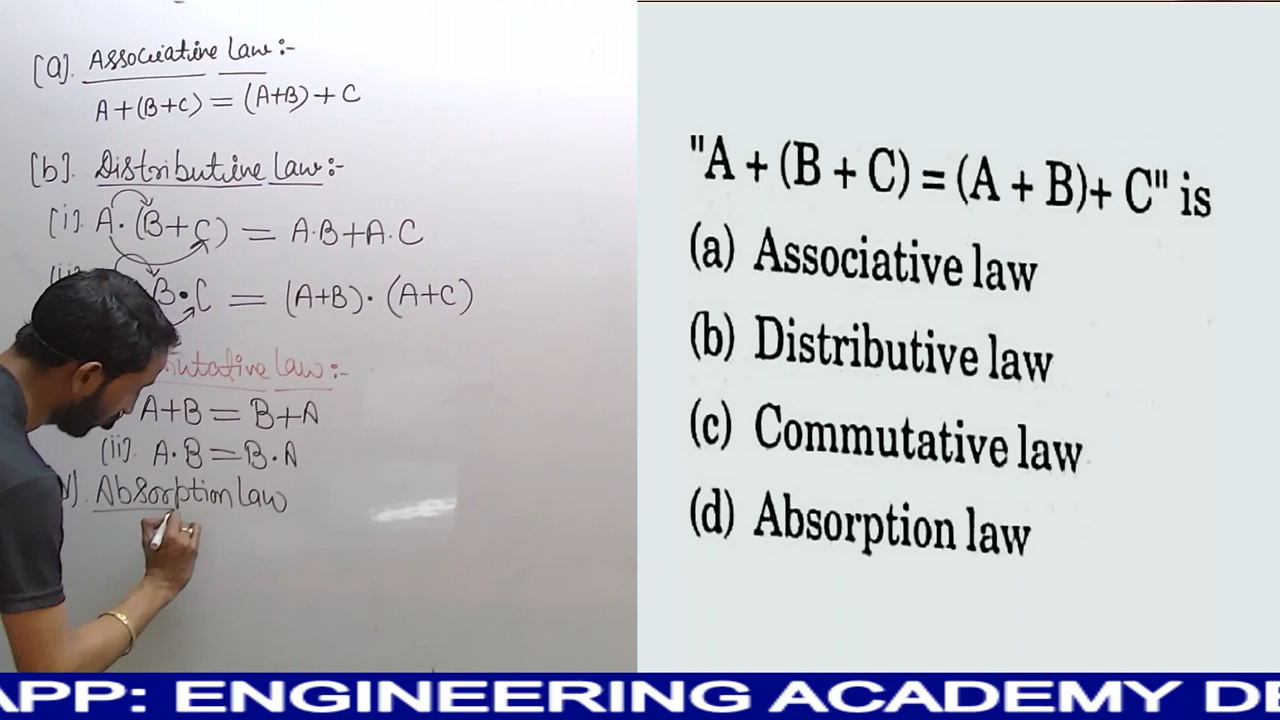 (a). Associative Law :-
A+(B+C) = (A+B)+C
(b). Distributive Law :-
(i). A.(B+C) = A.B+A.C
B.C = (A+B).(A+C)
Law :-
A+B = B+A
(ii). A.B = B.A
Absorption Law
"A + (B + C) = (A + B)+ C" is
(a) Associative law
(b) Distributive law
(c) Commutative law
(d) Absorption law
APP: ENGINEERING ACADEMY